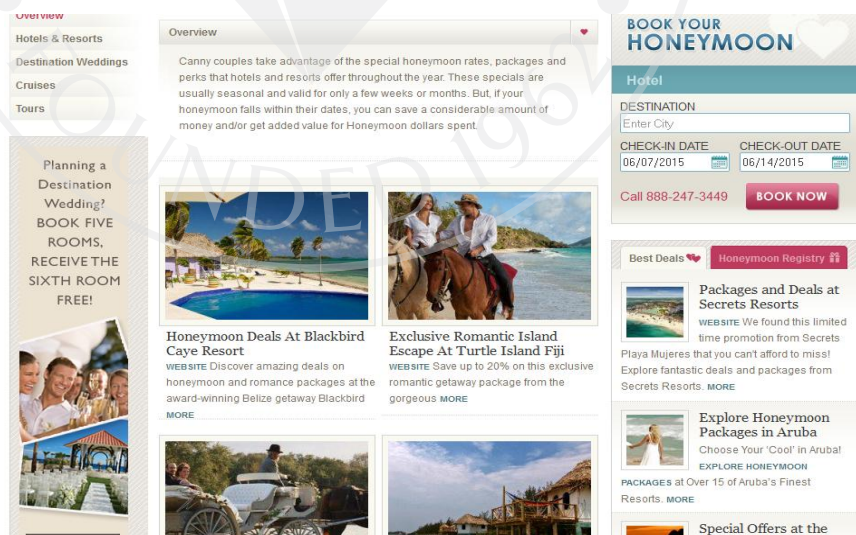 Overview
Hotels & Resorts
Destination Weddings
Cruises
Tours
Planning a
Destination
Wedding?
BOOK FIVE
ROOMS,
RECEIVE THE
SIXTH ROOM
FREE!
Overview
Canny couples take advantage of the special honeymoon rates, packages and
perks that hotels and resorts offer throughout the year. These specials are
usually seasonal and valid for only a few weeks or months. But, if your
honeymoon falls within their dates, you can save a considerable amount of
money and/or get added value for Honeymoon dollars spent.
FOUNDED 1962
Honeymoon Deals At Blackbird
Caye Resort
WEBSITE Discover amazing deals on
honeymoon and romance packages at the
award-winning Belize getaway Blackbird
MORE
Exclusive Romantic Island
Escape At Turtle Island Fiji
WEBSITE Save up to 20% on this exclusive
romantic getaway package from the
gorgeous MORE
BOOK YOUR
HONEYMOON
Hotel
DESTINATION
Enter City
CHECK-IN DATE CHECK-OUT DATE
06/07/2015 06/14/2015
Call 888-247-3449 BOOK NOW
Best Deals Honeymoon Registry
Packages and Deals at
Secrets Resorts
WEBSITE We found this limited
time promotion from Secrets
Playa Mujeres that you can't afford to miss!
Explore fantastic deals and packages from
Secrets Resorts. MORE
Explore Honeymoon
Packages in Aruba
Choose Your 'Cool' in Aruba!
EXPLORE HONEYMOON
PACKAGES at Over 15 of Aruba's Finest
Resorts. MORE
Special Offers at the